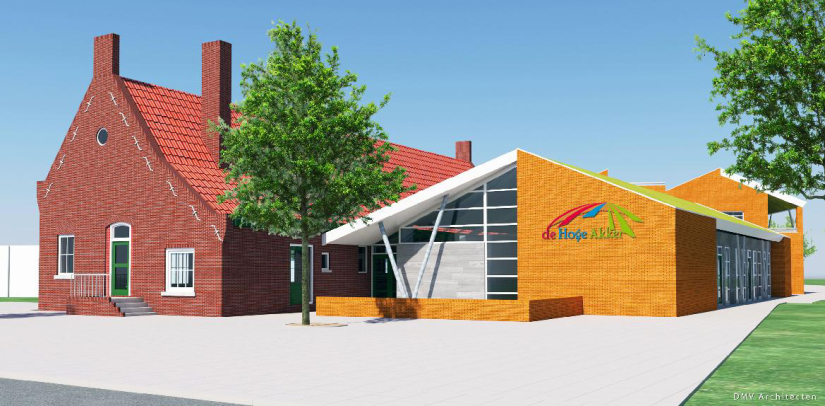 de Hoge Akker
DMV Architecten